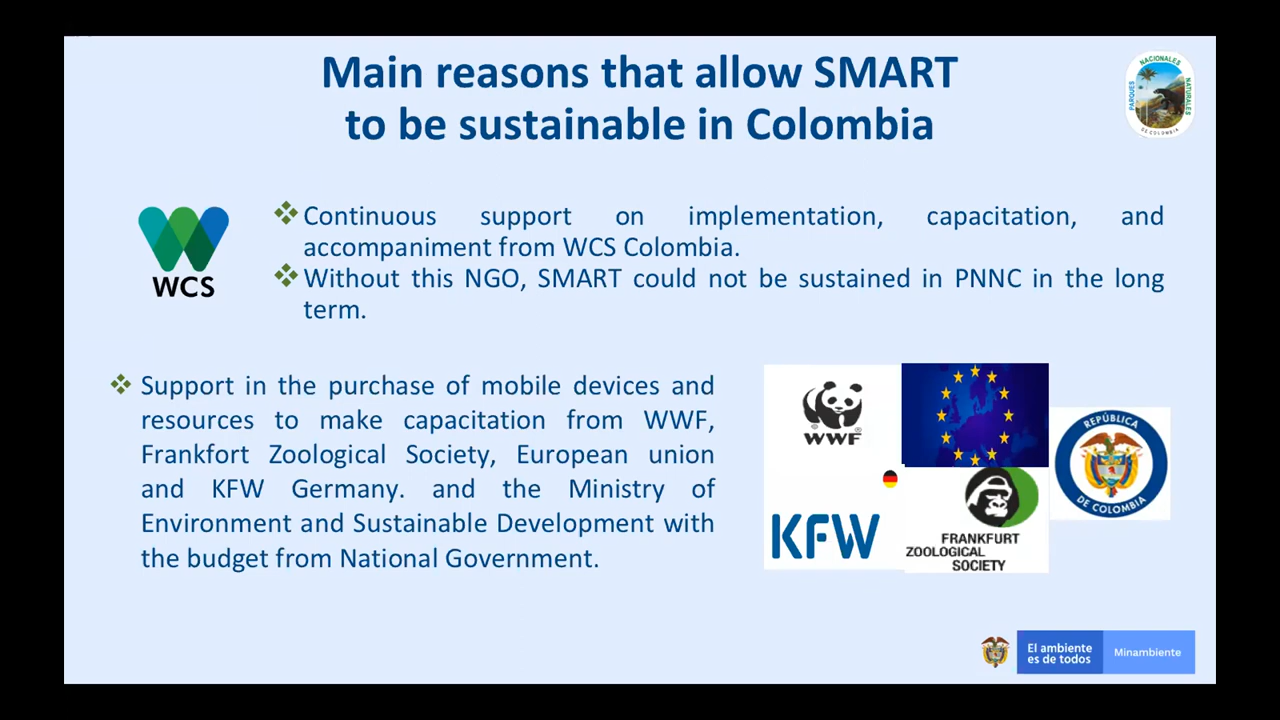 Main reasons that allow SMART
to be sustainable in Colombia
PARQUES NACIONALES NATURALES
DE COLOMBIA
WCS
Continuous support on implementation, capacitation, and
accompaniment from WCS Colombia.
Without this NGO, SMART could not be sustained in PNNC in the long
term.
Support in the purchase of mobile devices and
resources to make capacitation from WWF,
Frankfort Zoological Society, European union
and KFW Germany. and the Ministry of
Environment and Sustainable Development with
the budget from National Government.
WWF
REPÚBLICA
DE COLOMBIA
KFW
FRANKFURT
ZOOLOGICAL
SOCIETY
El ambiente
es de todos
Minambiente